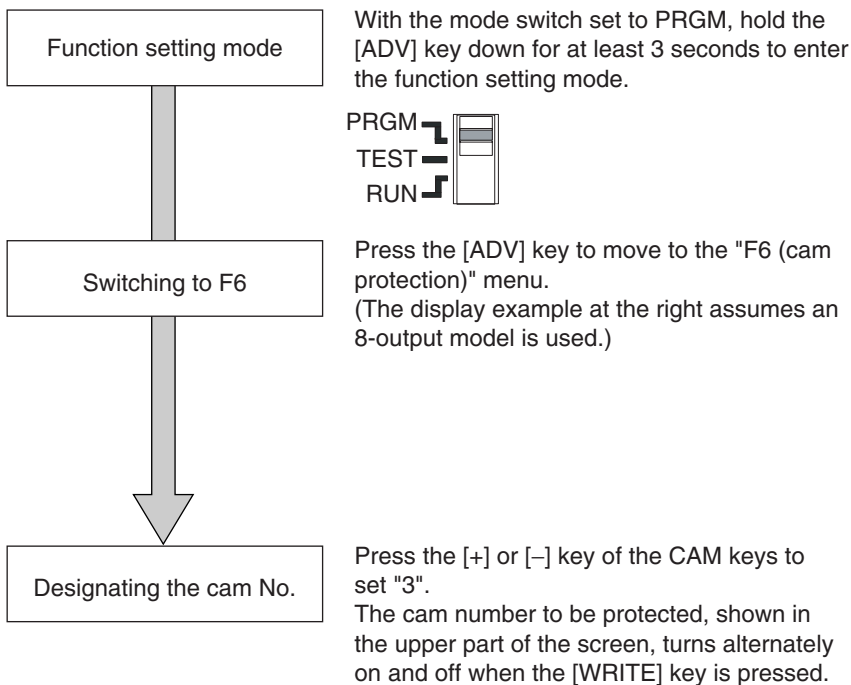 Function setting mode
With the mode switch set to PRGM, hold the
[ADV] key down for at least 3 seconds to enter
the function setting mode.
PRGM
TEST
RUN
Switching to F6
Press the [ADV] key to move to the "F6 (cam
protection)" menu.
(The display example at the right assumes an
8-output model is used.)
Designating the cam No.
Press the [+] or [−] key of the CAM keys to
set "3".
The cam number to be protected, shown in
the upper part of the screen, turns alternately
on and off when the [WRITE] key is pressed.